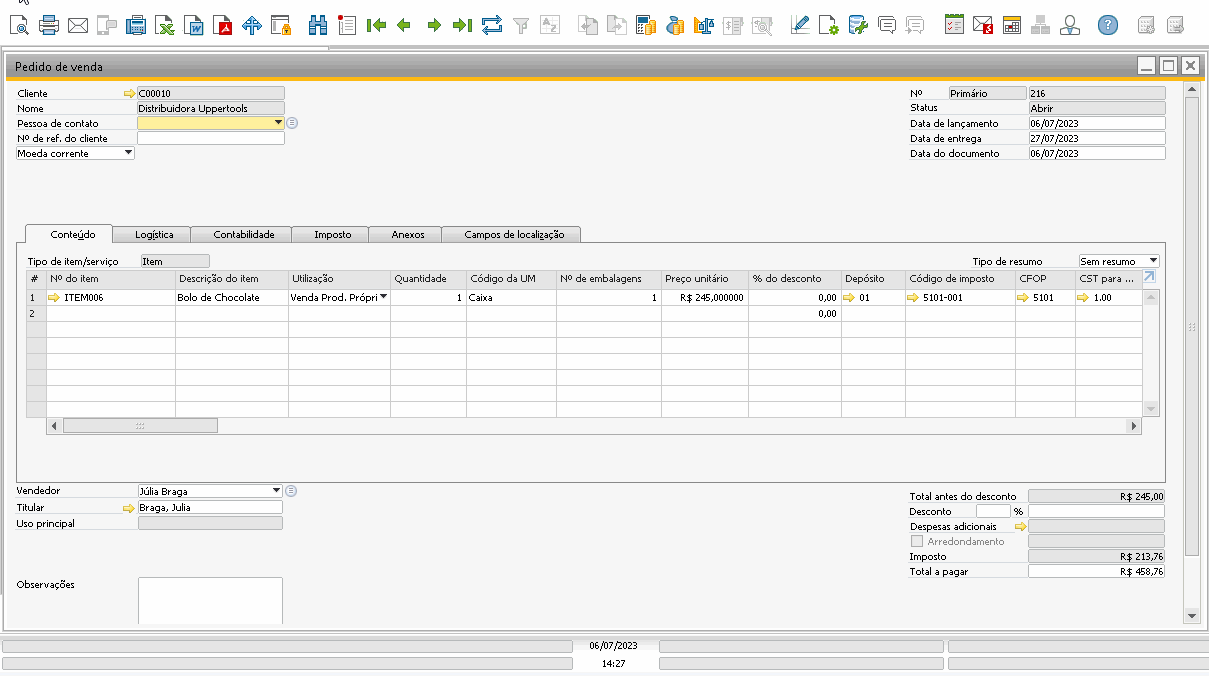 Pedido de venda
Cliente C00010
Nome Distribuidora Uppertools
Pessoa de contato
Nº de ref. do cliente
Moeda corrente
Nº Primário 216
Status Abrir
Data de lançamento 06/07/2023
Data de entrega 27/07/2023
Data do documento 06/07/2023
Conteúdo Logística Contabilidade Imposto Anexos Campos de localização
Tipo de item/serviço Item Tipo de resumo Sem resumo
# Nº do item Descrição do item Utilização Quantidade Código da UM Nº de embalagens Preço unitário % do desconto Depósito Código de imposto CFOP CST para ...
1 ITEM006 Bolo de Chocolate Venda Prod. Própri 1 Caixa 1 R$ 245,000000 0,00 01 5101-001 5101 1.00
2 0,00
Vendedor Júlia Braga
Titular Braga, Julia
Uso principal
Observações
Total antes do desconto R$ 245,00
Desconto %
Despesas adicionais
Arredondamento
Imposto R$ 213,76
Total a pagar R$ 458,76
06/07/2023
14:27